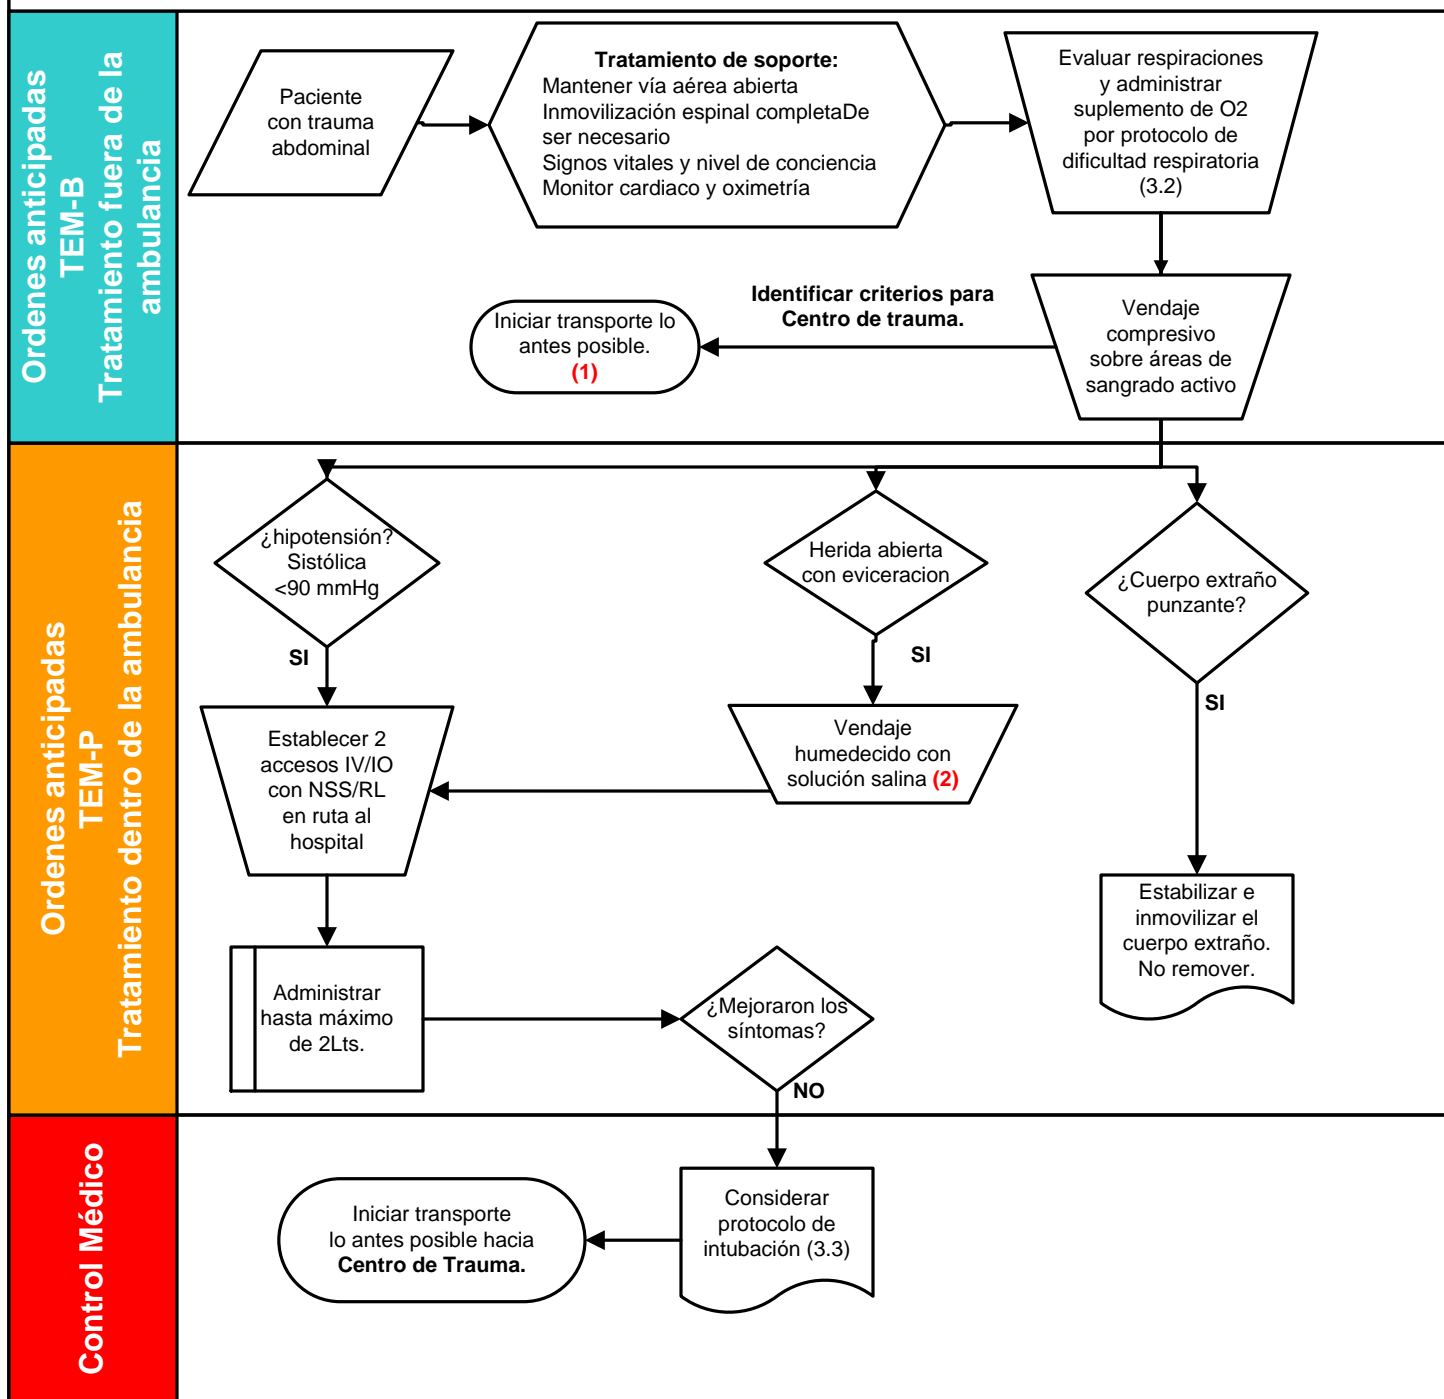 Ordenes anticipadas
TEM-B
Tratamiento fuera de la
ambulancia
Paciente
con trauma
abdominal
Tratamiento de soporte:
Mantener vía aérea abierta
Inmovilización espinal completaDe
ser necesario
Signos vitales y nivel de conciencia
Monitor cardiaco y oximetría
Evaluar respiraciones
y administrar
suplemento de O2
por protocolo de
dificultad respiratoria
(3.2)
Vendaje
compresivo
sobre áreas de
sangrado activo
Identificar criterios para
Centro de trauma.
Iniciar transporte lo
antes posible.
(1)
Ordenes anticipadas
TEM-P
Tratamiento dentro de la ambulancia
¿hipotensión?
Sistólica
<90 mmHg
SI
Herida abierta
con eviceracion
SI
¿Cuerpo extraño
punzante?
SI
Establecer 2
accesos IV/IO
con NSS/RL
en ruta al
hospital
Vendaje
humedecido con
solución salina (2)
Estabilizar e
inmovilizar el
cuerpo extraño.
No remover.
Administrar
hasta máximo
de 2Lts.
¿Mejoraron los
síntomas?
NO
Control Médico
Considerar
protocolo de
intubación (3.3)
Iniciar transporte
lo antes posible hacia
Centro de Trauma.